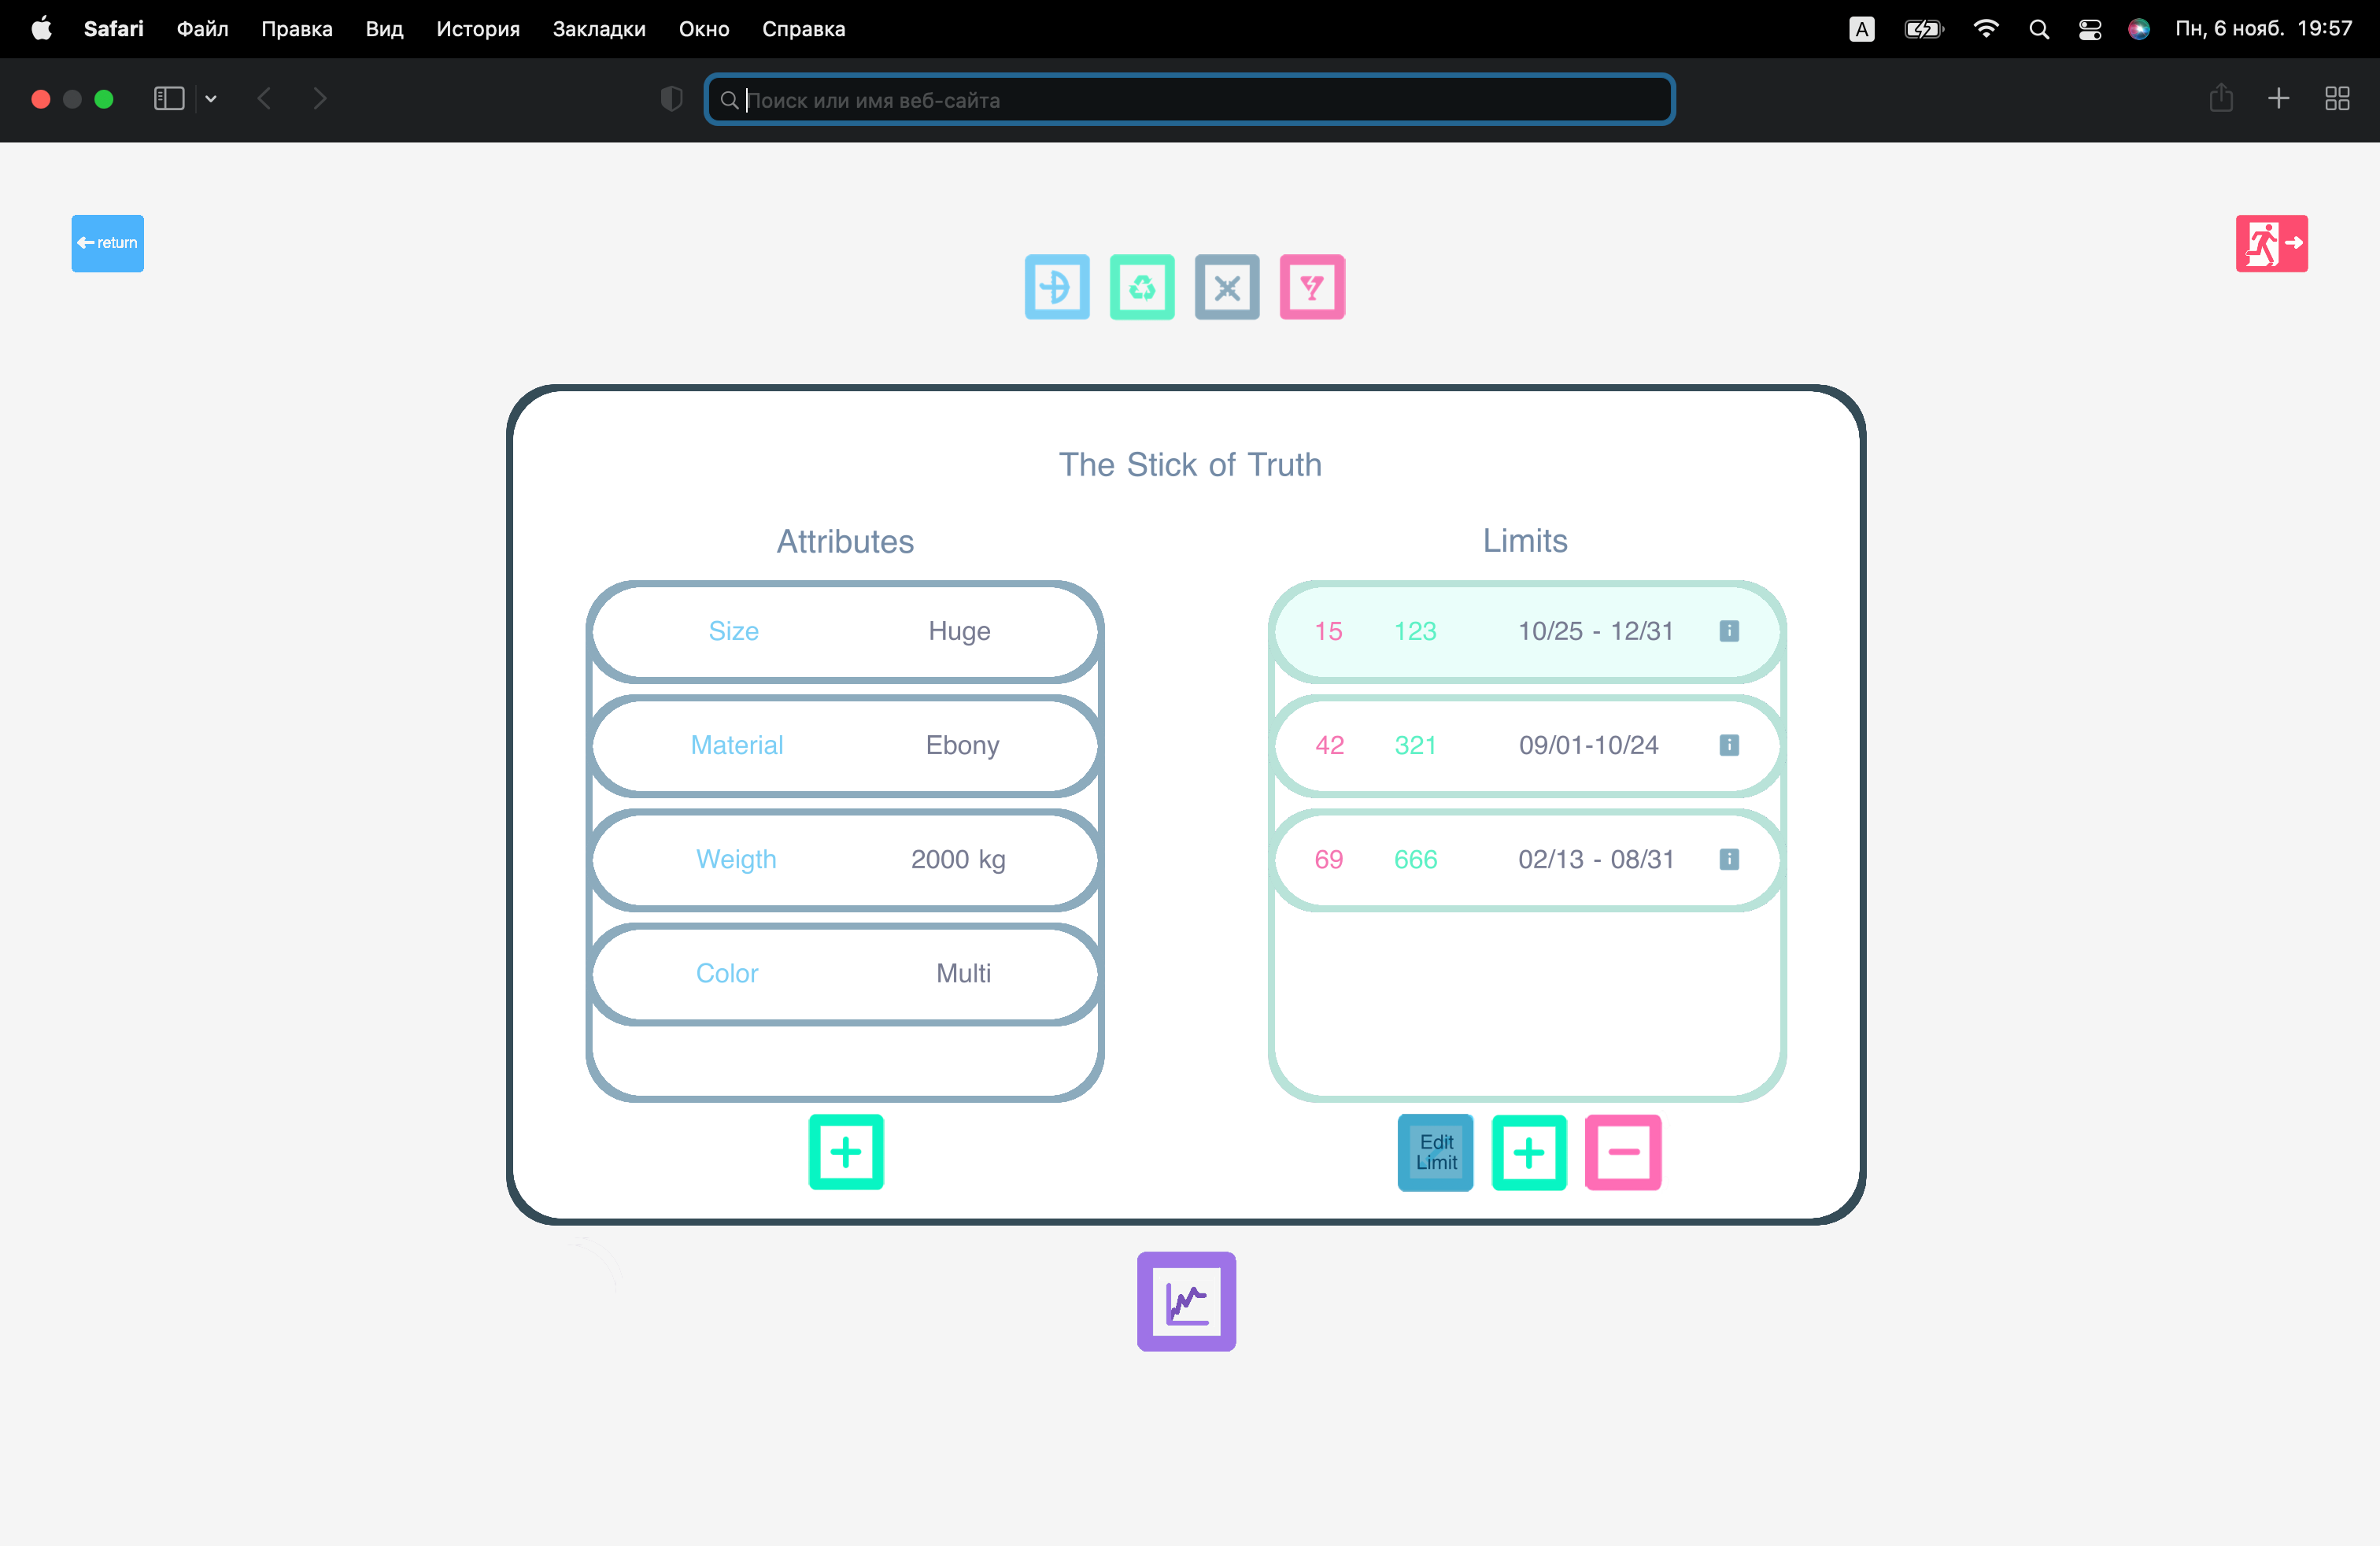 Safari Файл Правка Вид История Закладки Окно Справка A Пн, 6 нояб. 19:57
Поиск или имя веб-сайта
return
The Stick of Truth
Attributes Limits
Size Huge 15 123 10/25 - 12/31 i
Material Ebony 42 321 09/01-10/24 i
Weigth 2000 kg 69 666 02/13 - 08/31 i
Color Multi
Edit
Limit